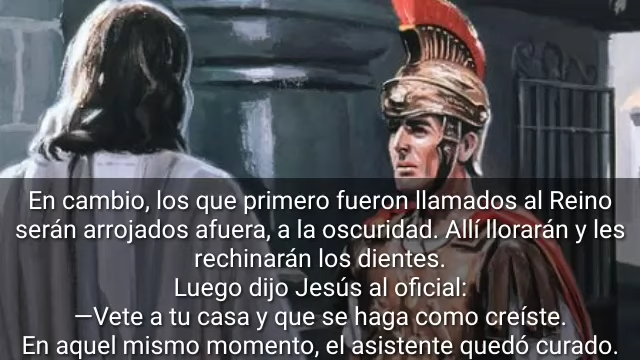 En cambio, los que primero fueron llamados al Reino
serán arrojados afuera, a la oscuridad. Allí llorarán y les
rechinarán los dientes.
Luego dijo Jesús al oficial:
—Vete a tu casa y que se haga como creíste.
En aquel mismo momento, el asistente quedó curado.